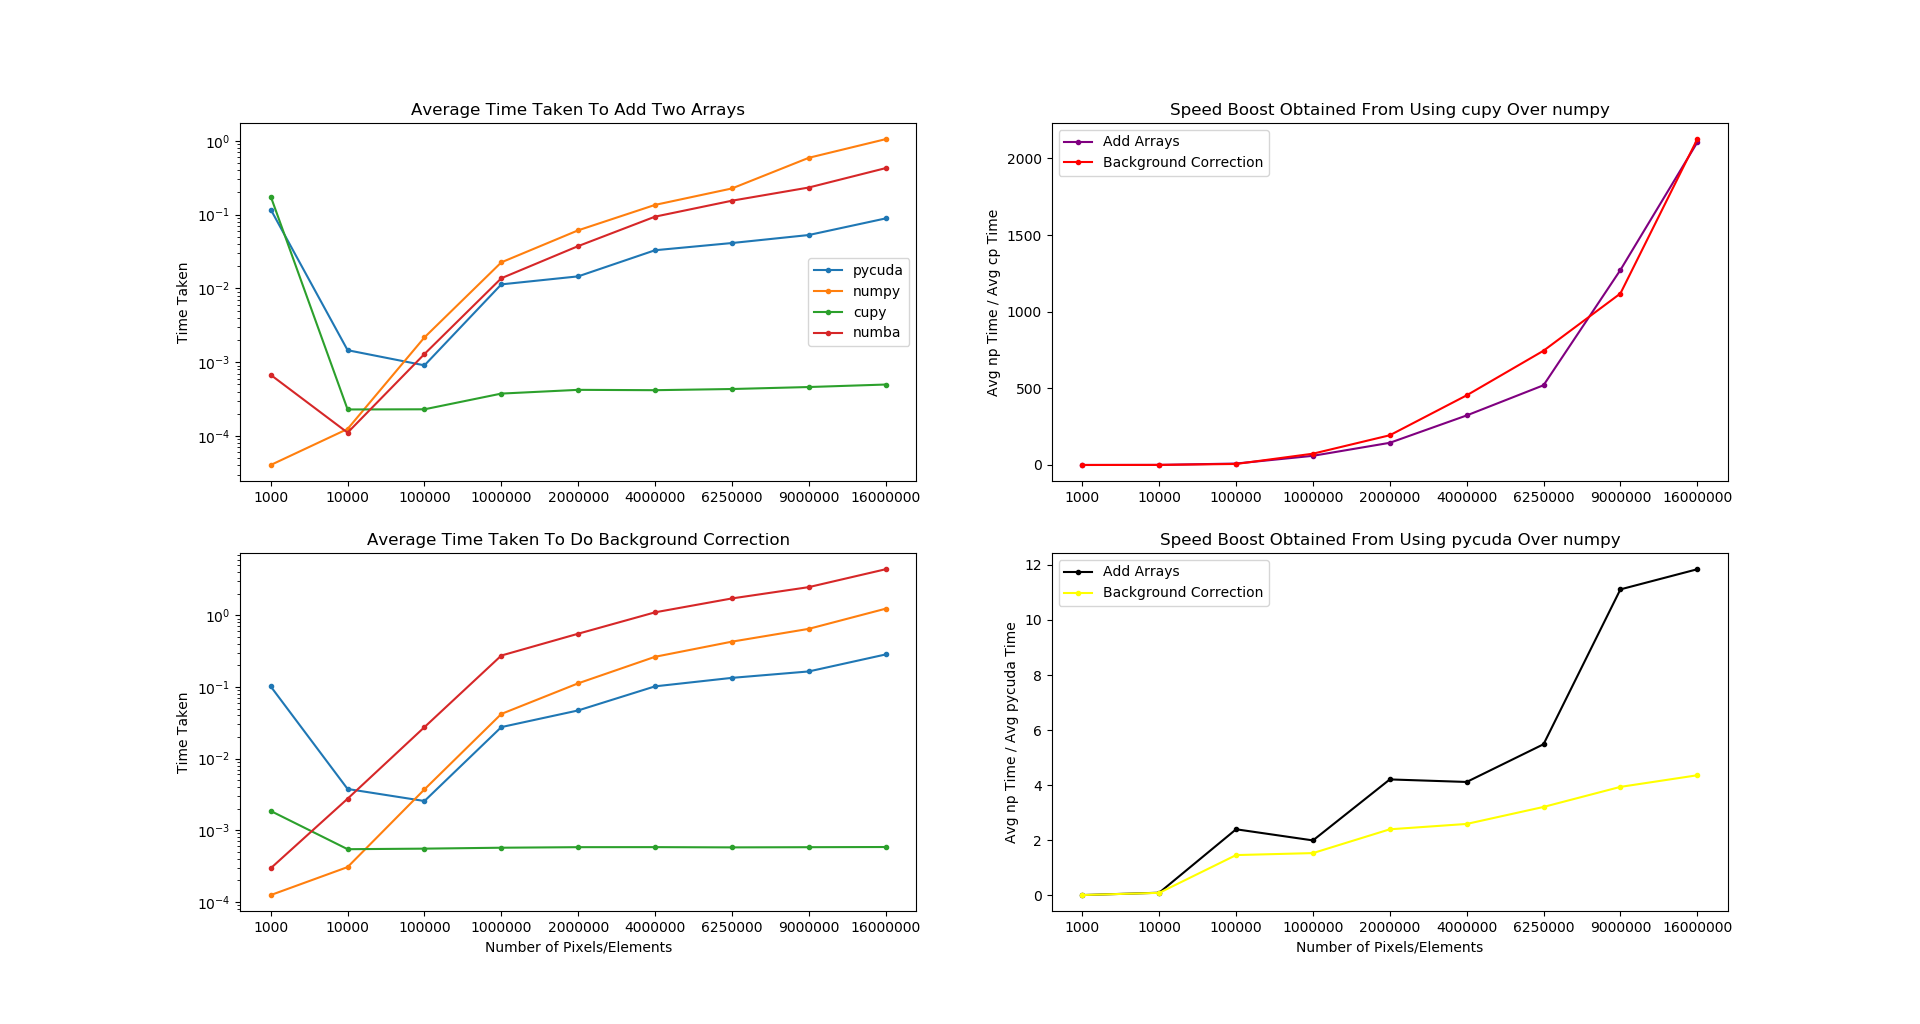 Average Time Taken To Add Two Arrays
Time Taken
10^0
10^-1
10^-2
10^-3
10^-4
pycuda
numpy
cupy
numba
1000 10000 100000 1000000 2000000 4000000 6250000 9000000 16000000
Speed Boost Obtained From Using cupy Over numpy
Avg np Time / Avg cp Time
2000
1500
1000
500
0
Add Arrays
Background Correction
1000 10000 100000 1000000 2000000 4000000 6250000 9000000 16000000
Average Time Taken To Do Background Correction
Time Taken
10^0
10^-1
10^-2
10^-3
10^-4
1000 10000 100000 1000000 2000000 4000000 6250000 9000000 16000000
Number of Pixels/Elements
Speed Boost Obtained From Using pycuda Over numpy
Avg np Time / Avg pycuda Time
12
10
8
6
4
2
0
Add Arrays
Background Correction
1000 10000 100000 1000000 2000000 4000000 6250000 9000000 16000000
Number of Pixels/Elements